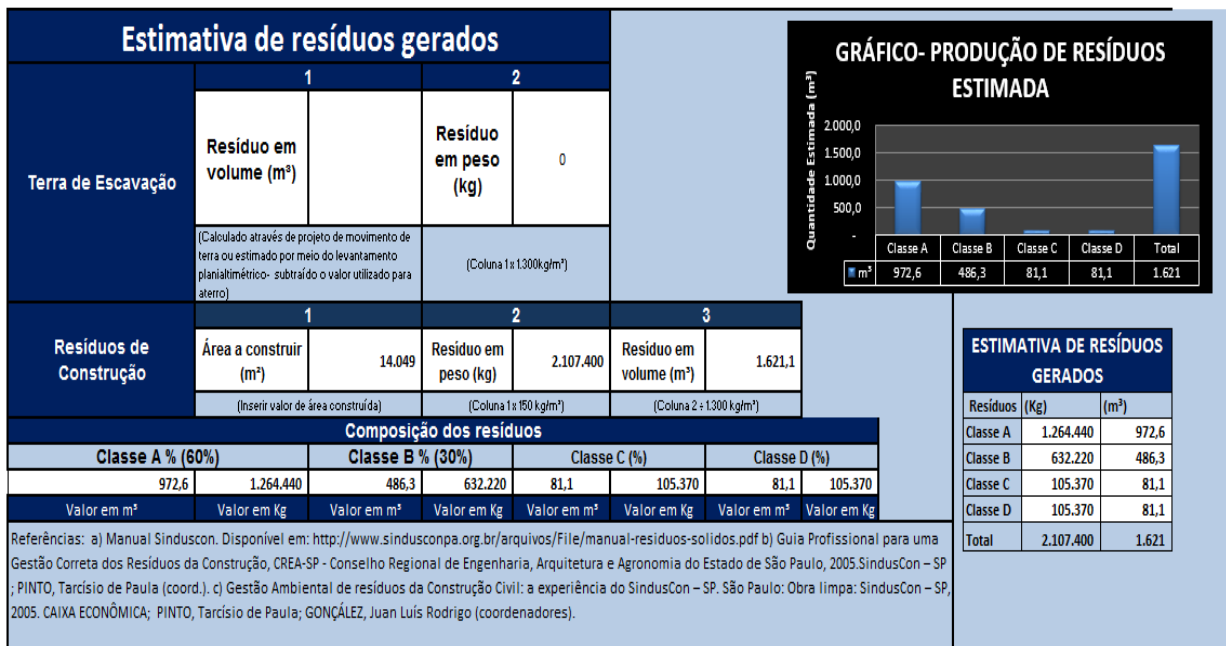 Estimativa de resíduos gerados
1
2
Terra de Escavação
Resíduo em
volume (m³)
Resíduo
em peso
(kg)
0
(Calculado através de projeto de movimento de
terra ou estimado por meio do levantamento
planialtimétrico- subtraído o valor utilizado para
aterro)
(Coluna 1 x 1.300kg/m³)
1
2
3
Resíduos de
Construção
Área a construir
(m²)
14.049
Resíduo em
peso (kg)
2.107.400
Resíduo em
volume (m³)
1.621,1
(Inserir valor de área construída)
(Coluna 1 x 150 kg/m²)
(Coluna 2 ÷ 1.300 kg/m³)
Composição dos resíduos
Classe A % (60%)
Classe B % (30%)
Classe C (%)
Classe D (%)
972,6
1.264.440
486,3
632.220
81,1
105.370
81,1
105.370
Valor em m³
Valor em Kg
Valor em m³
Valor em Kg
Valor em m³
Valor em Kg
Valor em m³
Valor em Kg
Referências: a) Manual Sinduscon. Disponível em: http://www.sindusconpa.org.br/arquivos/File/manual-residuos-solidos.pdf b) Guia Profissional para uma
Gestão Correta dos Resíduos da Construção, CREA-SP - Conselho Regional de Engenharia, Arquitetura e Agronomia do Estado de São Paulo, 2005.SindusCon – SP
; PINTO, Tarcísio de Paula (coord.). c) Gestão Ambiental de resíduos da Construção Civil: a experiência do SindusCon – SP. São Paulo: Obra limpa: SindusCon – SP,
2005. CAIXA ECONÔMICA; PINTO, Tarcísio de Paula; GONÇÁLEZ, Juan Luís Rodrigo (coordenadores).
GRÁFICO- PRODUÇÃO DE RESÍDUOS
ESTIMADA
Quantidade Estimada (m³)
2.000,0
1.500,0
1.000,0
500,0
-
Classe A
Classe B
Classe C
Classe D
Total
m³
972,6
486,3
81,1
81,1
1.621
ESTIMATIVA DE RESÍDUOS
GERADOS
Resíduos (Kg) (m³)
Classe A 1.264.440 972,6
Classe B 632.220 486,3
Classe C 105.370 81,1
Classe D 105.370 81,1
Total 2.107.400 1.621